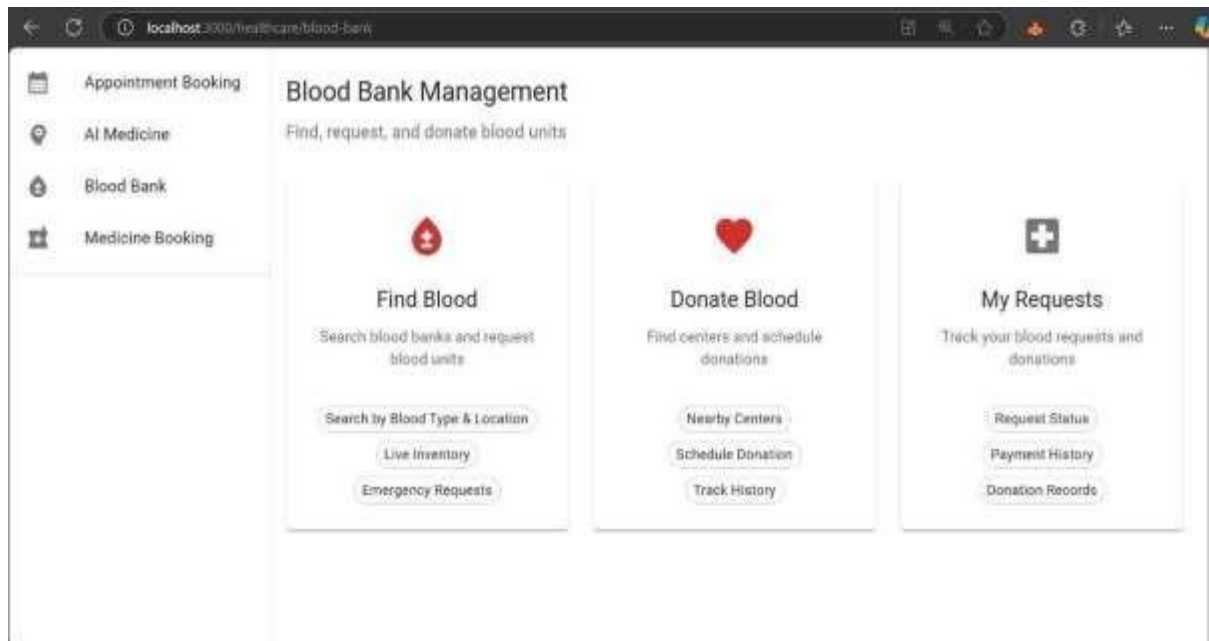 localhost:3000/healthcare/blood-bank
Appointment Booking
AI Medicine
Blood Bank
Medicine Booking
Blood Bank Management
Find, request, and donate blood units
Find Blood
Search blood banks and request
blood units
Search by Blood Type & Location
Live Inventory
Emergency Requests
Donate Blood
Find centers and schedule
donations
Nearby Centers
Schedule Donation
Track History
My Requests
Track your blood requests and
donations
Request Status
Payment History
Donation Records